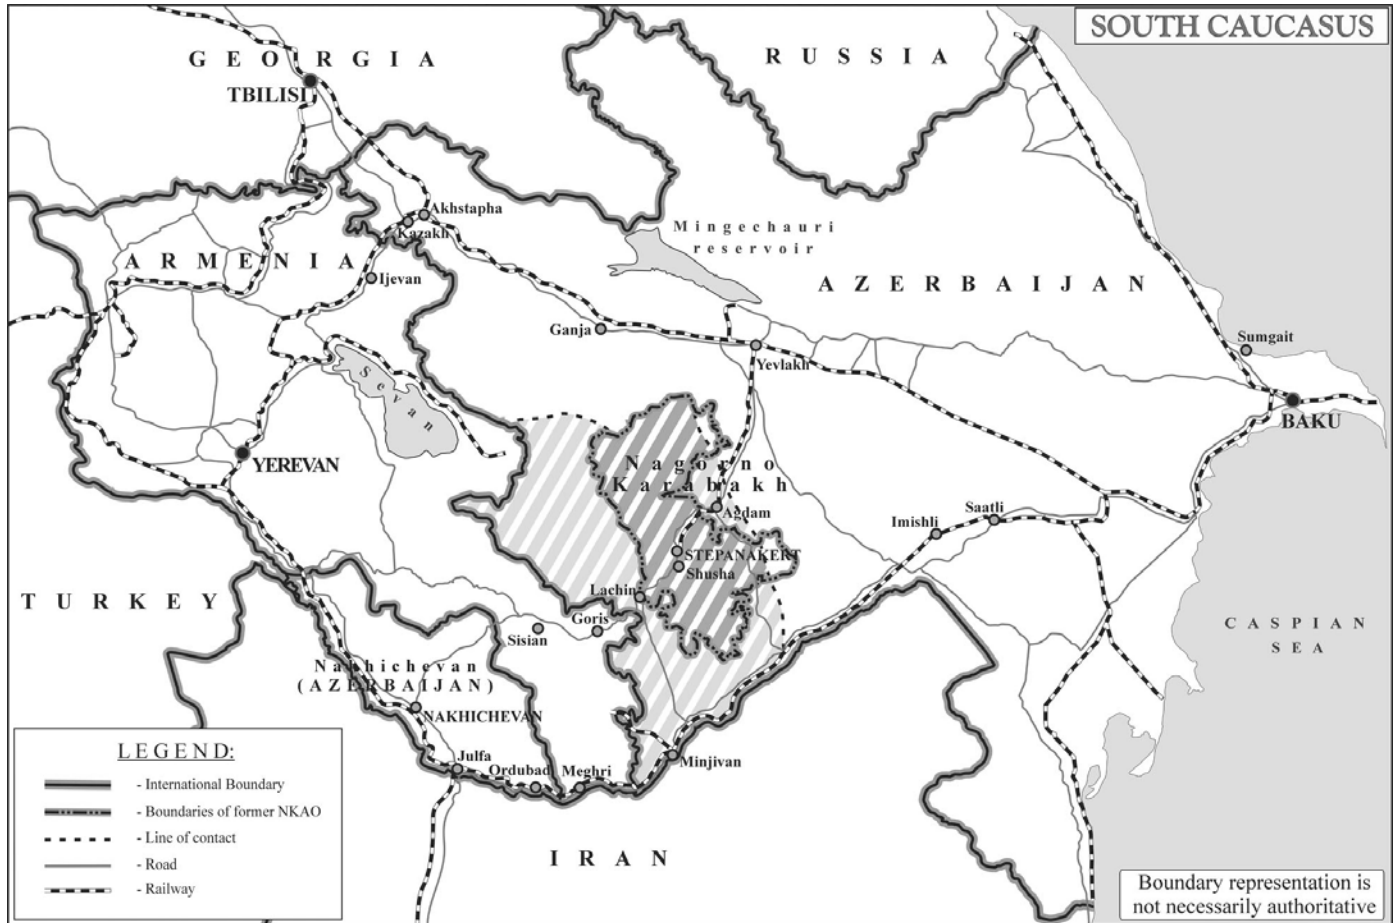 SOUTH CAUCASUS
GEORGIA
RUSSIA
TBILISI
Akhstapha
Kazakh
Mingechauri
reservoir
ARMENIA
Ijevan
AZERBAIJAN
Ganja
Yevlakh
Sumgait
BAKU
Sevan
YEREVAN
Nagorno
Karabakh
Agdam
Imishli
Saatli
STEPANAKERT
Shusha
Lachin
TURKEY
Goris
Sisian
CASPIAN
SEA
Nakhichevan
(AZERBAIJAN)
NAKHICHEVAN
Julfa
Ordubad
Meghri
Minjivan
IRAN
LEGEND:
- International Boundary
- Boundaries of former NKAO
- Line of contact
- Road
- Railway
Boundary representation is
not necessarily authoritative